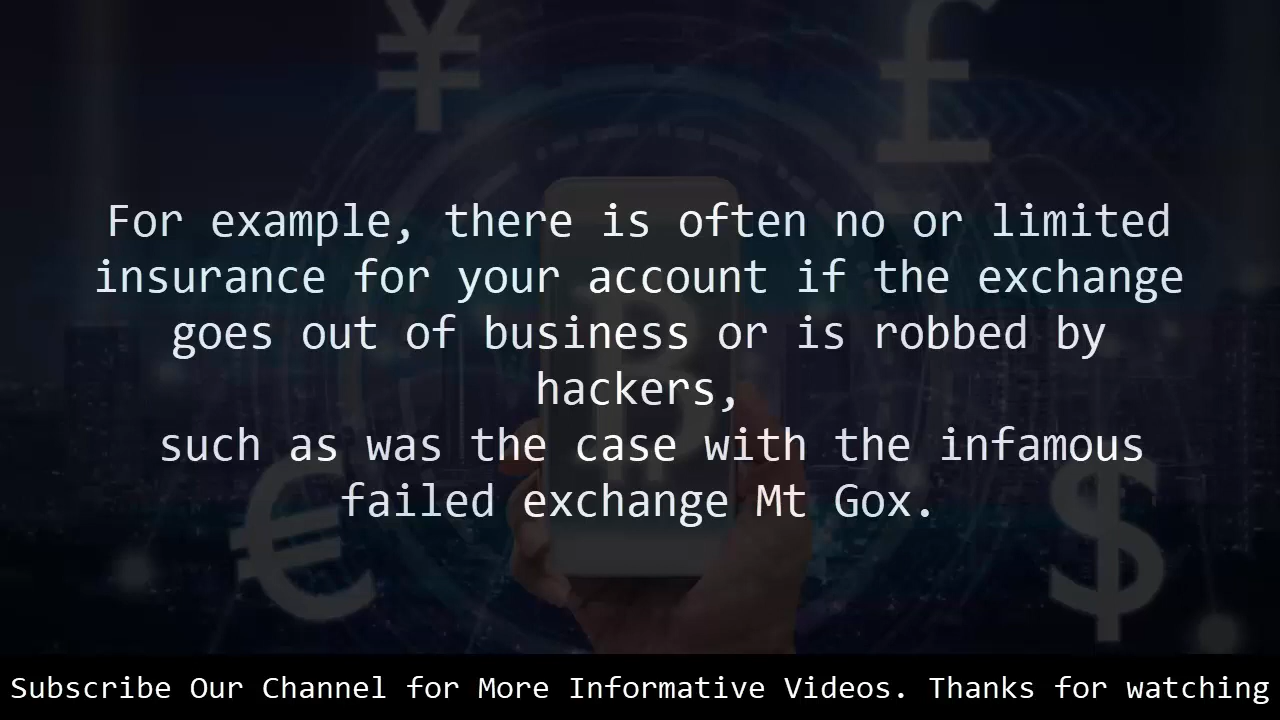 For example, there is often no or limited
insurance for your account if the exchange
goes out of business or is robbed by
hackers,
such as was the case with the infamous
failed exchange Mt Gox.
¥
£
₿
€
$
Subscribe Our Channel for More Informative Videos. Thanks for watching